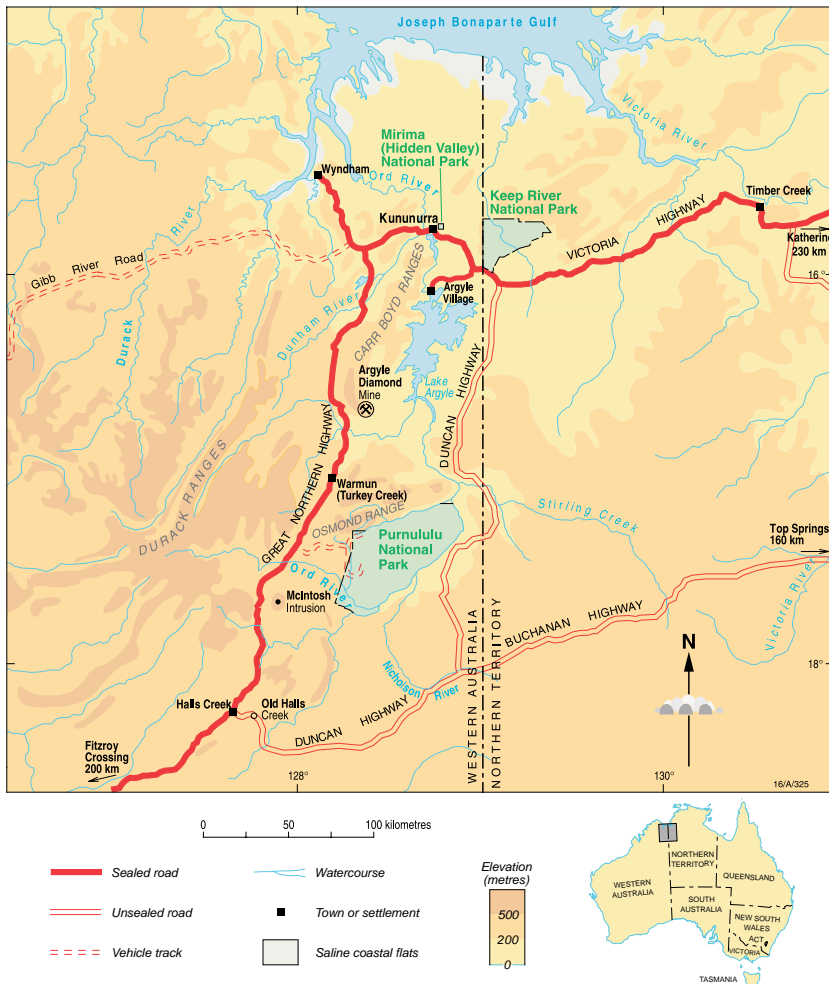 Joseph Bonaparte Gulf
Victoria River
Mirima
(Hidden Valley)
National Park
Wyndham
Ord River
Keep River
National Park
Timber Creek
Kununurra
VICTORIA HIGHWAY
Katherine
230 km
16°
Gibb River Road
River
Durack
Dunham River
CARR BOYD RANGES
Argyle
Village
Lake
Argyle
Argyle
Diamond
Mine
DUNCAN HIGHWAY
GREAT NORTHERN HIGHWAY
DURACK RANGES
Warmun
(Turkey Creek)
OSMOND RANGE
Stirling Creek
Purnululu
National
Park
Top Springs
160 km
Ord River
McIntosh
Intrusion
Victoria River
BUCHANAN HIGHWAY
WESTERN AUSTRALIA
NORTHERN TERRITORY
N
18°
Nicholson River
Halls Creek
Old Halls
Creek
DUNCAN HIGHWAY
Fitzroy
Crossing
200 km
128°
130°
16/A/325
0 50 100 kilometres
Sealed road
Unsealed road
Vehicle track
Watercourse
Town or settlement
Saline coastal flats
Elevation
(metres)
500
200
0
WESTERN
AUSTRALIA
NORTHERN
TERRITORY
QUEENSLAND
SOUTH
AUSTRALIA
NEW SOUTH
WALES
ACT
VICTORIA
TASMANIA